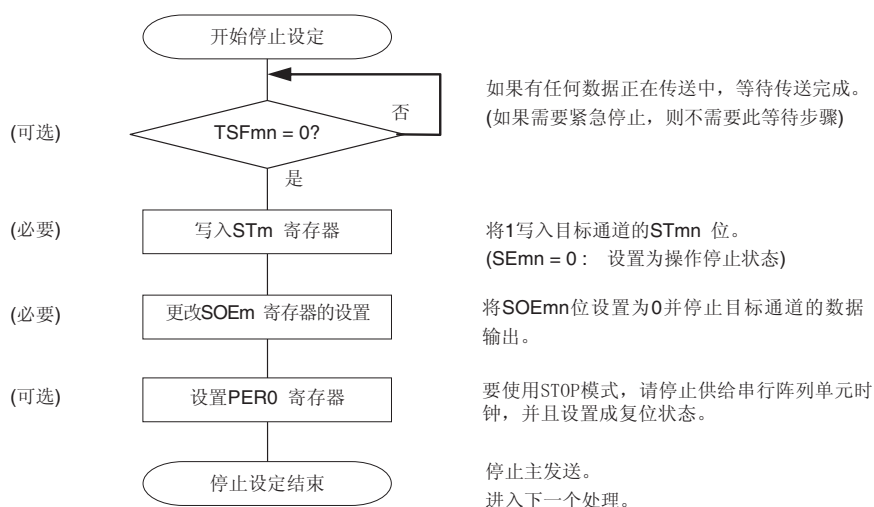 开始停止设定
如果有任何数据正在传送中，等待传送完成。
(如果需要紧急停止，则不需要此等待步骤)
否
(可选)
TSFmn = 0?
是
(必要)
写入STm 寄存器
将1写入目标通道的STmn 位。
(SEmn = 0： 设置为操作停止状态)
(必要)
更改SOEm 寄存器的设置
将SOEmn位设置为0并停止目标通道的数据
输出。
(可选)
设置PER0 寄存器
要使用STOP模式，请停止供给串行阵列单元时
钟，并且设置成复位状态。
停止设定结束
停止主发送。
进入下一个处理。